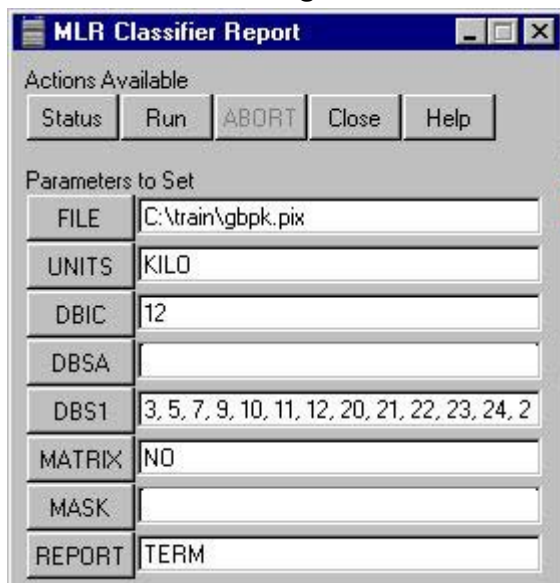 MLR Classifier Report
Actions Available
Status Run ABORT Close Help
Parameters to Set
FILE C:\train\gbpk.pix
UNITS KILO
DBIC 12
DBSA
DBS1 3, 5, 7, 9, 10, 11, 12, 20, 21, 22, 23, 24, 2
MATRIX NO
MASK
REPORT TERM